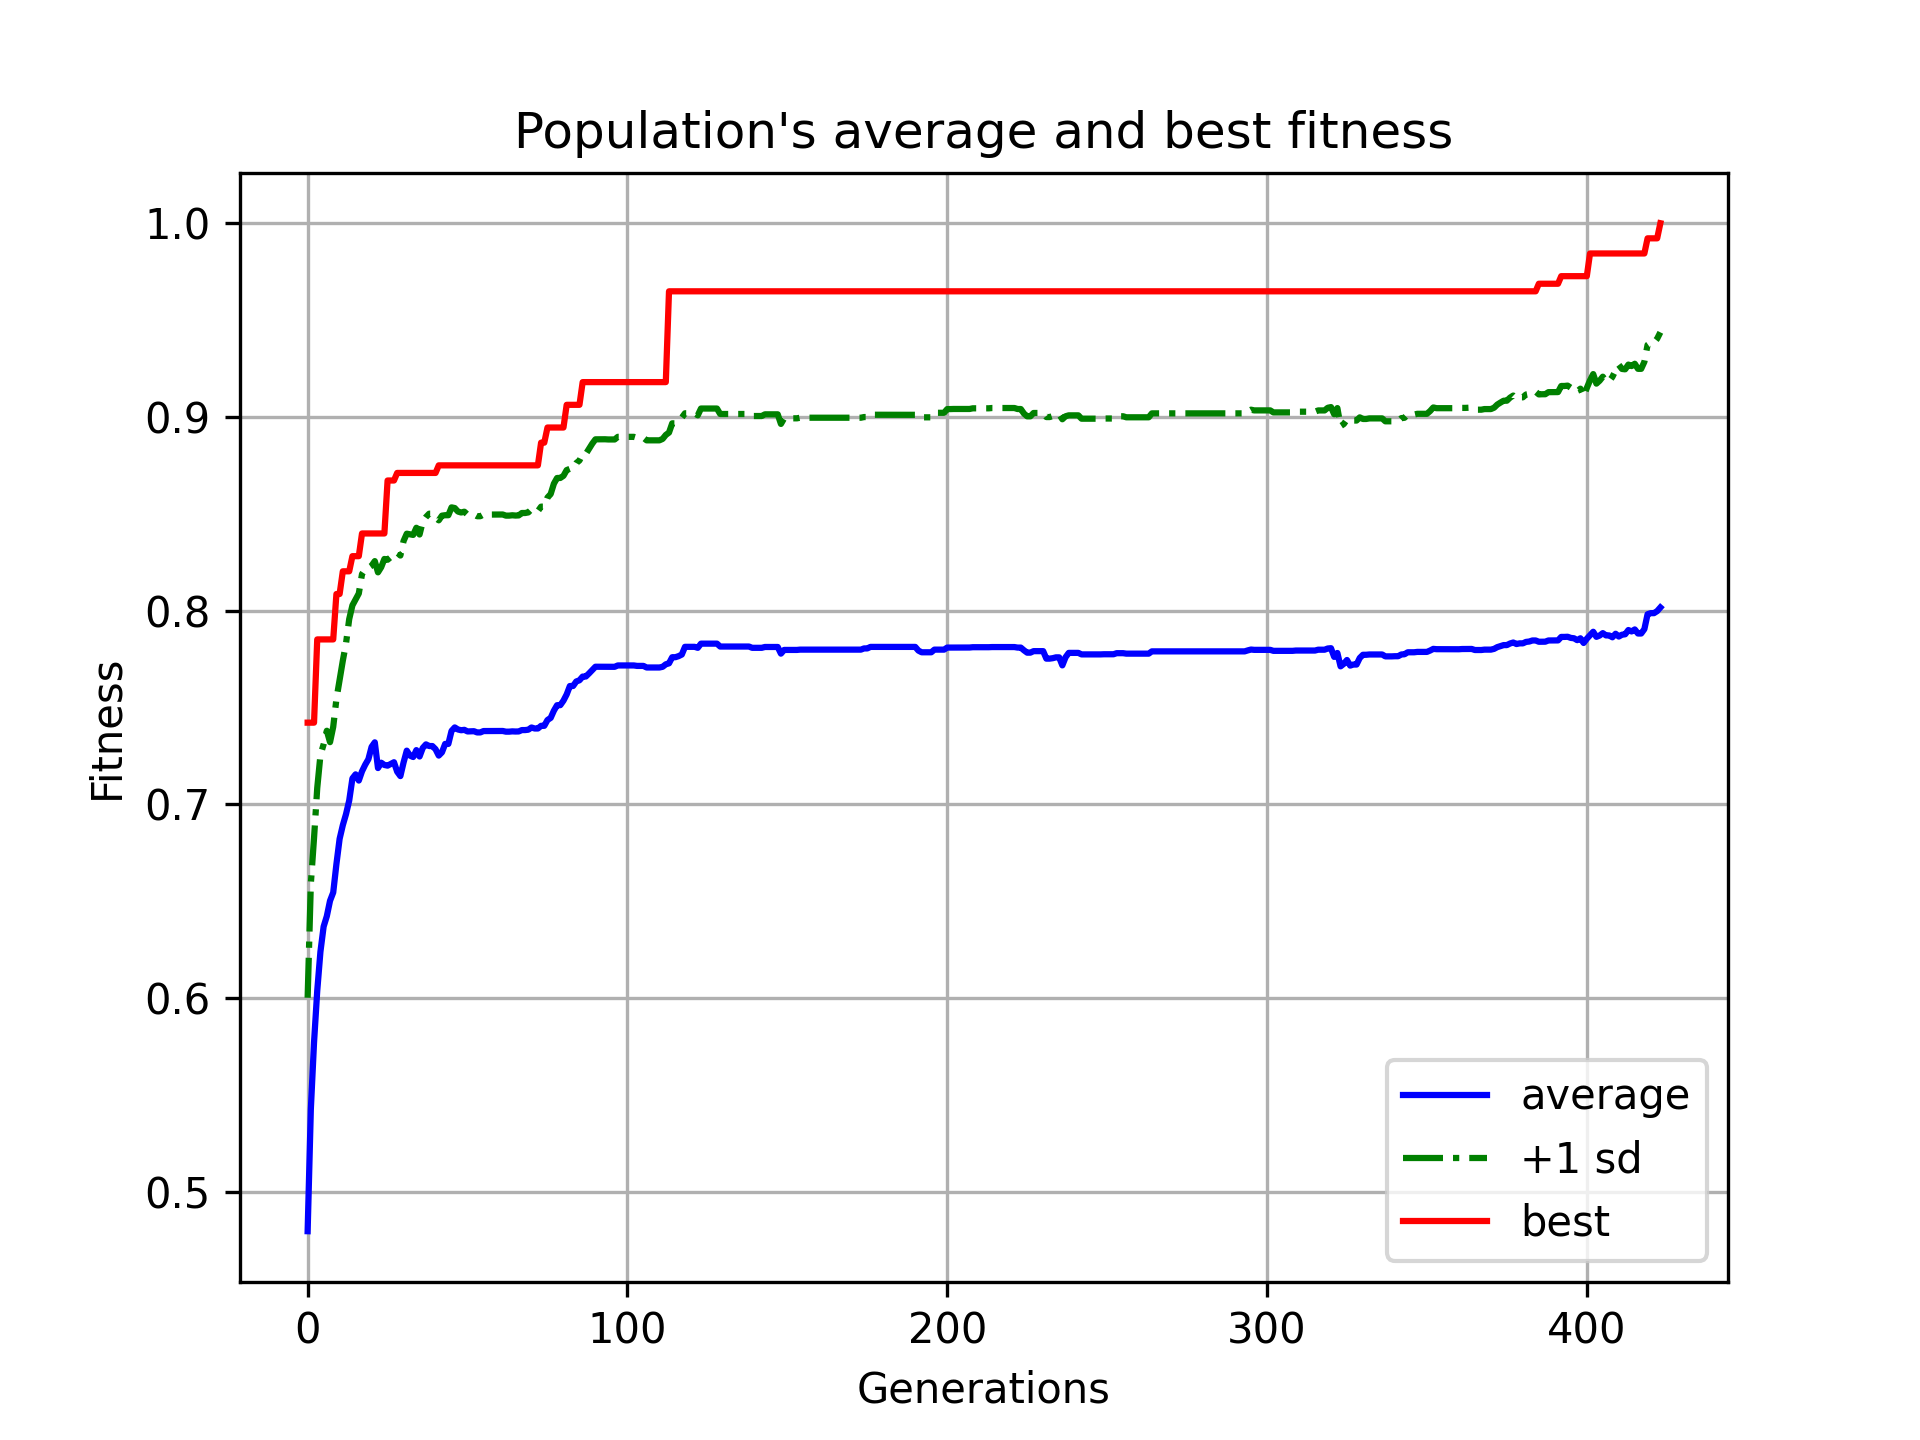 Population's average and best fitness
1.0
0.9
0.8
0.7
0.6
0.5
Fitness
0 100 200 300 400
Generations
average
+1 sd
best